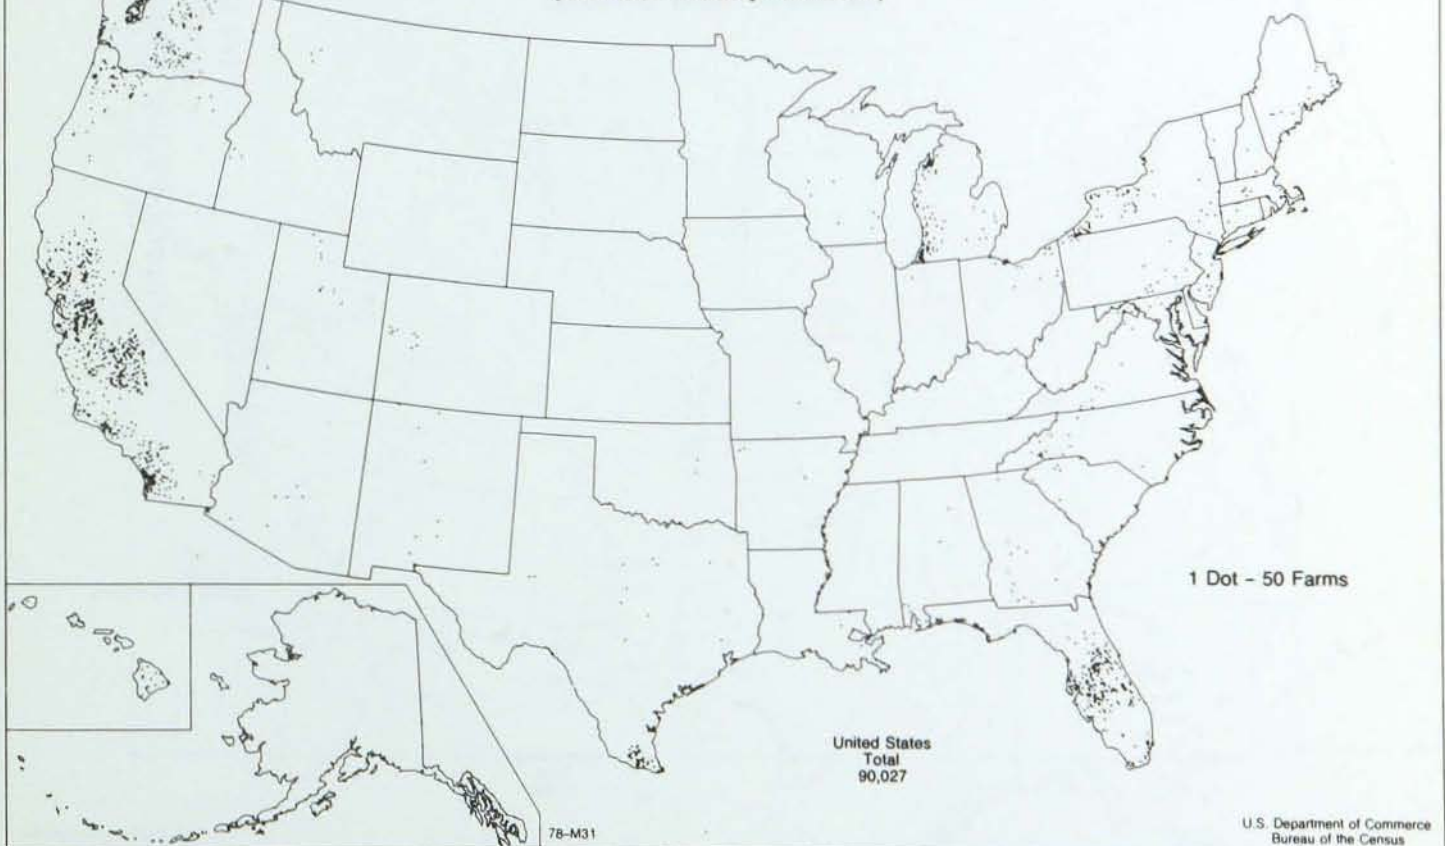 1 Dot - 50 Farms
United States
Total
90,027
78-M31
U.S. Department of Commerce
Bureau of the Census